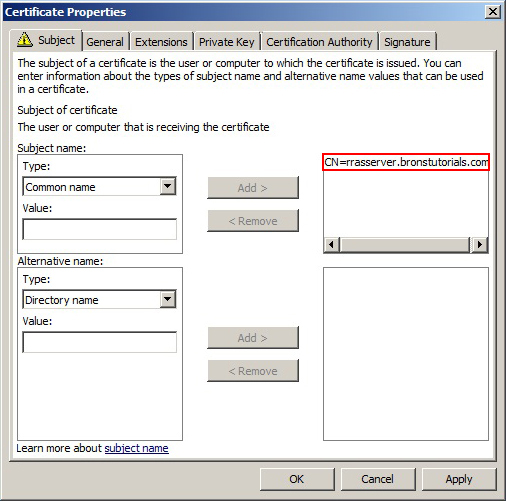 Certificate Properties
Subject General Extensions Private Key Certification Authority Signature
The subject of a certificate is the user or computer to which the certificate is issued. You can
enter information about the types of subject name and alternative name values that can be used
in a certificate.
Subject of certificate
The user or computer that is receiving the certificate
Subject name:
Type:
CN=rrasserver.bronstutorials.com
Common name
Add >
Value:
< Remove
Alternative name:
Type:
Directory name
Value:
Add >
< Remove
Learn more about subject name
OK Cancel Apply